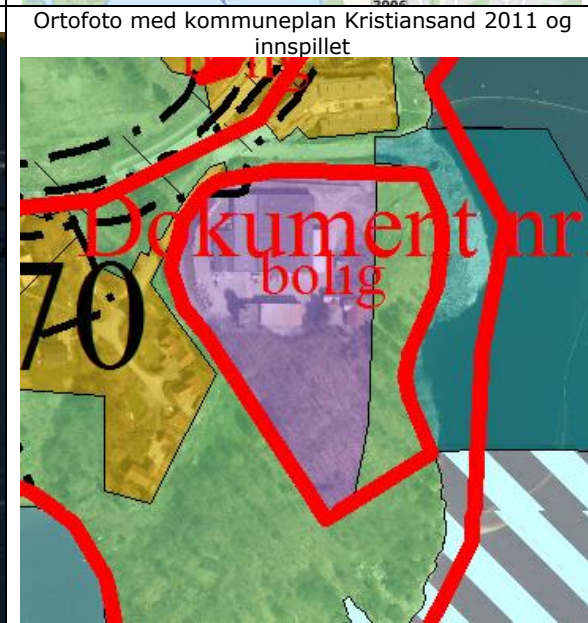 Ortofoto med kommuneplan Kristiansand 2011 og
innspillet
Dokument nr.
bolig
70